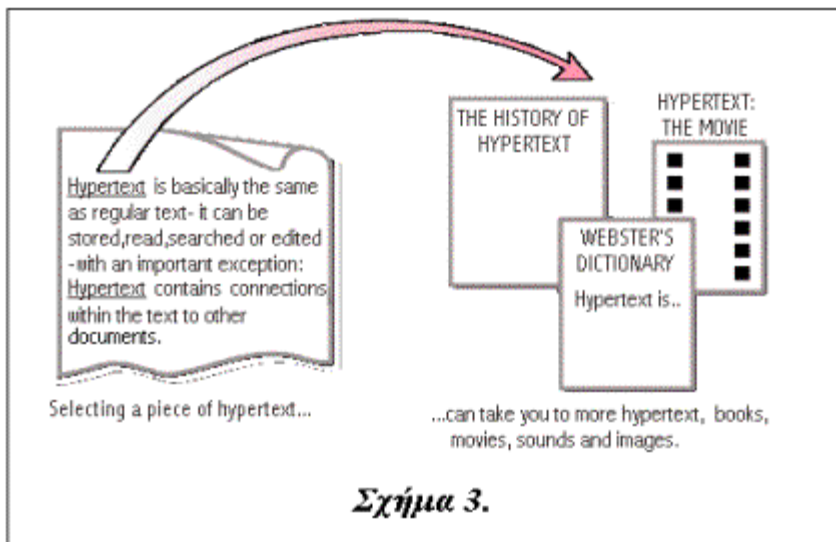 Hypertext is basically the same
as regular text- it can be
stored,read,searched or edited
-with an important exception:
Hypertext contains connections
within the text to other
documents.
Selecting a piece of hypertext...
THE HISTORY OF
HYPERTEXT
HYPERTEXT:
THE MOVIE
WEBSTER'S
DICTIONARY
Hypertext is..
...can take you to more hypertext, books,
movies, sounds and images.
Σχήμα 3.